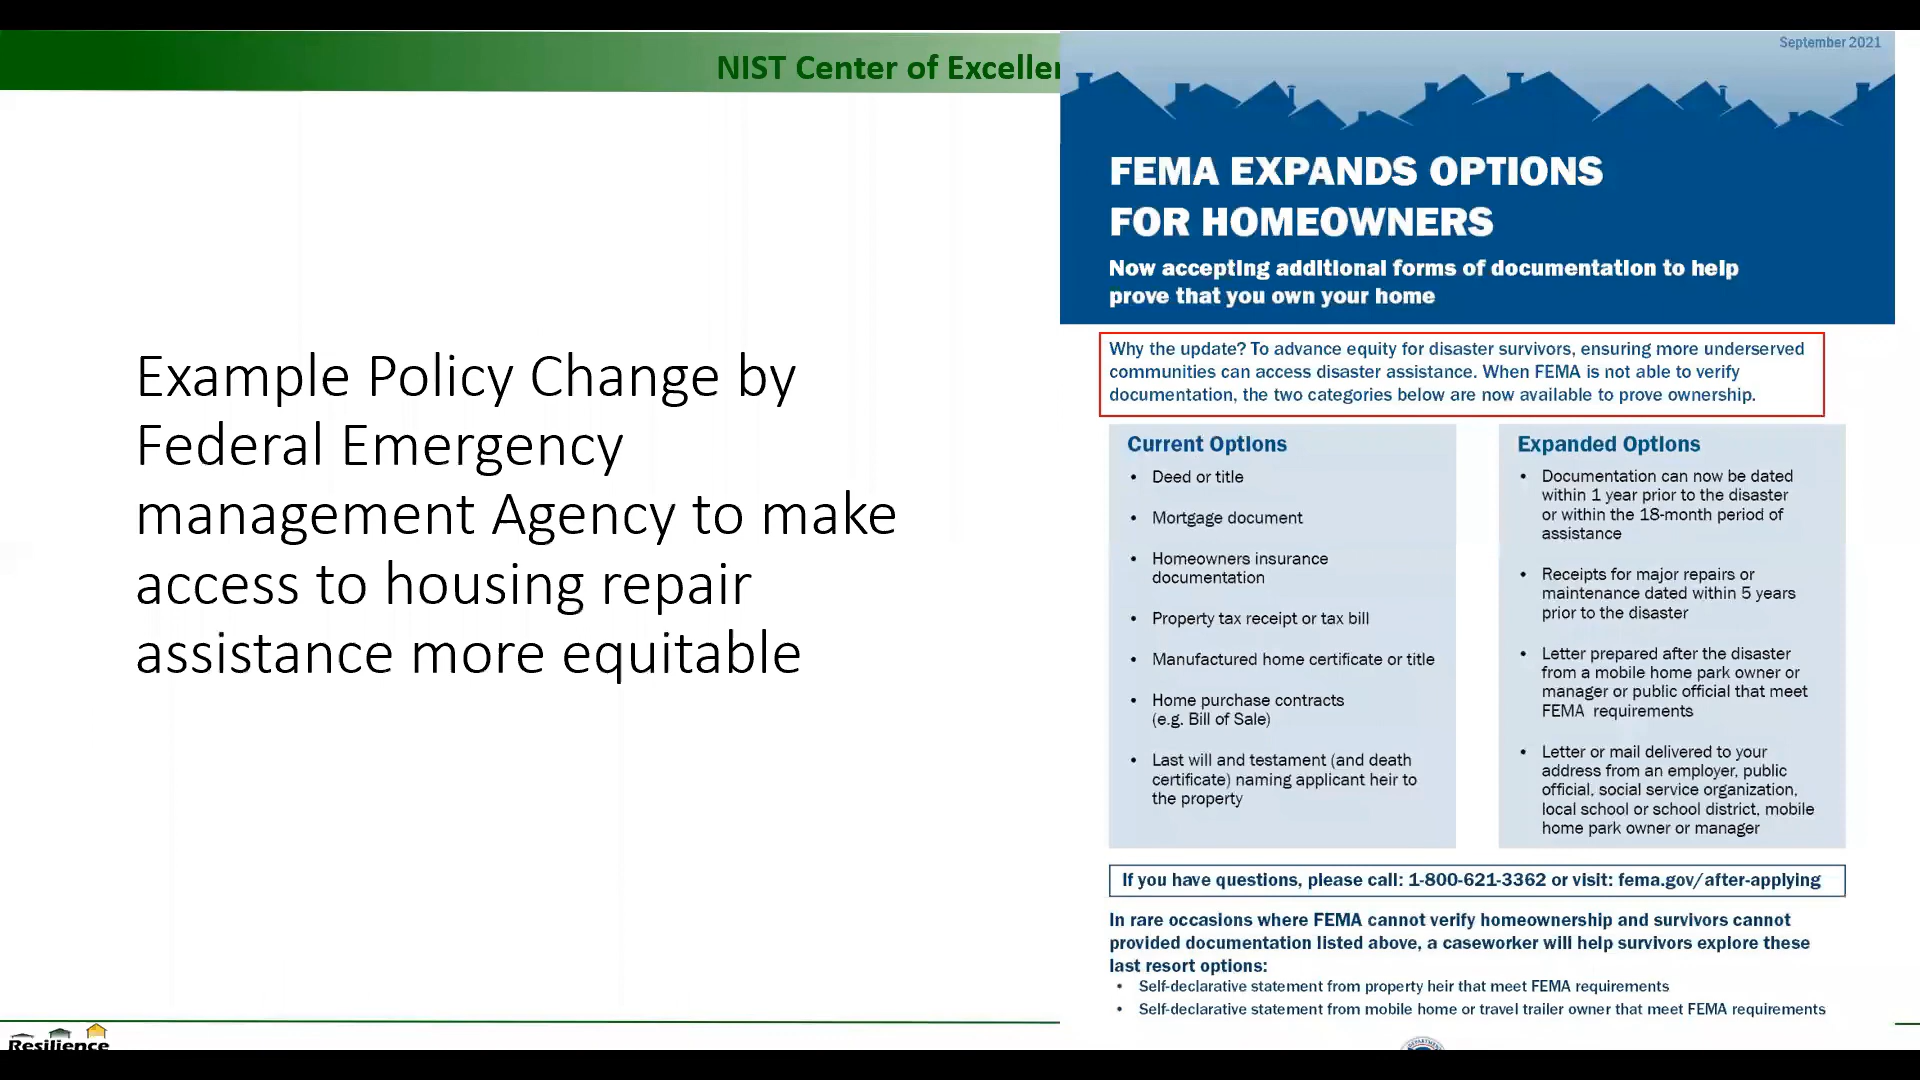 NIST Center of Excellen
Example Policy Change by
Federal Emergency
management Agency to make
access to housing repair
assistance more equitable
September 2021
FEMA EXPANDS OPTIONS
FOR HOMEOWNERS
Now accepting additional forms of documentation to help
prove that you own your home
Why the update? To advance equity for disaster survivors, ensuring more underserved
communities can access disaster assistance. When FEMA is not able to verify
documentation, the two categories below are now available to prove ownership.
Current Options
• Deed or title
• Mortgage document
• Homeowners insurance
documentation
• Property tax receipt or tax bill
• Manufactured home certificate or title
• Home purchase contracts
(e.g. Bill of Sale)
• Last will and testament (and death
certificate) naming applicant heir to
the property
Expanded Options
• Documentation can now be dated
within 1 year prior to the disaster
or within the 18-month period of
assistance
• Receipts for major repairs or
maintenance dated within 5 years
prior to the disaster
• Letter prepared after the disaster
from a mobile home park owner or
manager or public official that meet
FEMA requirements
• Letter or mail delivered to your
address from an employer, public
official, social service organization,
local school or school district, mobile
home park owner or manager
If you have questions, please call: 1-800-621-3362 or visit: fema.gov/after-applying
In rare occasions where FEMA cannot verify homeownership and survivors cannot
provided documentation listed above, a caseworker will help survivors explore these
last resort options:
• Self-declarative statement from property heir that meet FEMA requirements
• Self-declarative statement from mobile home or travel trailer owner that meet FEMA requirements
Resilience